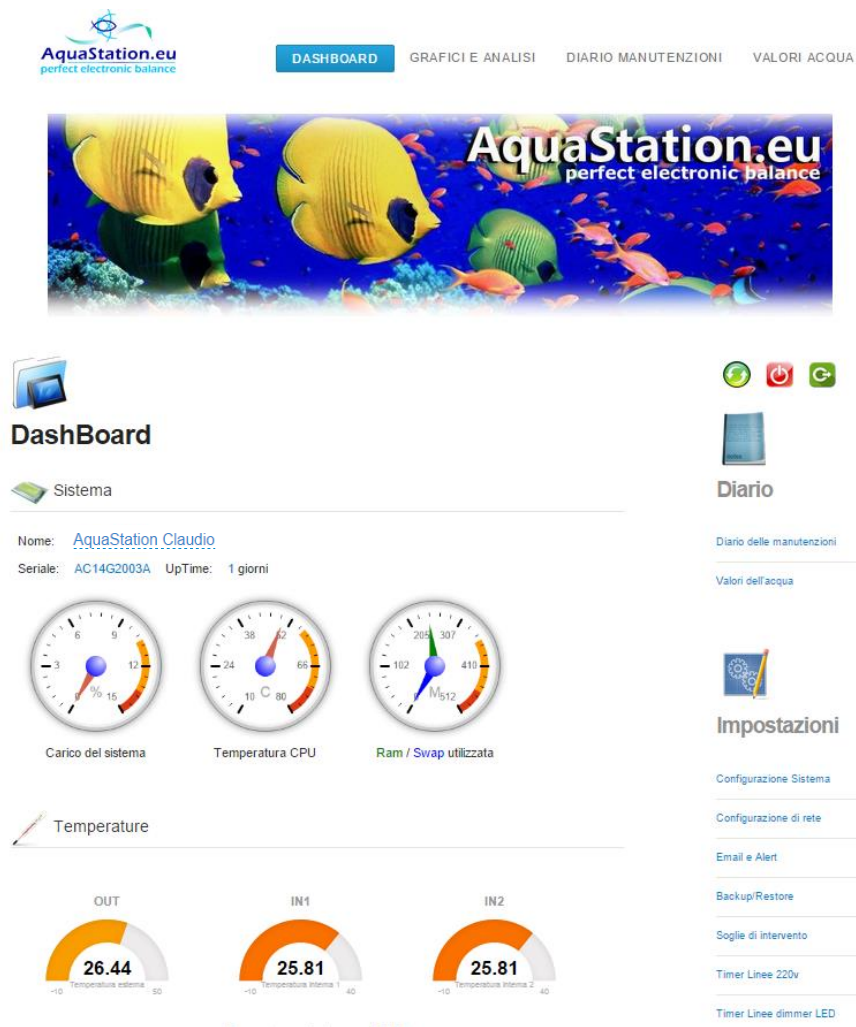 AquaStation.eu
perfect electronic balance
DASHBOARD GRAFICI E ANALISI DIARIO MANUTENZIONI VALORI ACQUA
AquaStation.eu
perfect electronic balance
DashBoard
Sistema
Nome: AquaStation Claudio
Seriale: AC14G2003A UpTime: 1 giorni
0 3 6 9 12 15 %
10 24 38 52 66 80 C
102 205 307 410 512 M
Carico del sistema Temperatura CPU Ram / Swap utilizzata
Temperature
OUT IN1 IN2
26.44 25.81 25.81
Temperatura esterna Temperatura Interna 1 Temperatura Interna 2
-10 50 -10 40 -10 40
Diario
Diario delle manutenzioni
Valori dell'acqua
Impostazioni
Configurazione Sistema
Configurazione di rete
Email e Alert
Backup/Restore
Soglie di intervento
Timer Linee 220v
Timer Linee dimmer LED